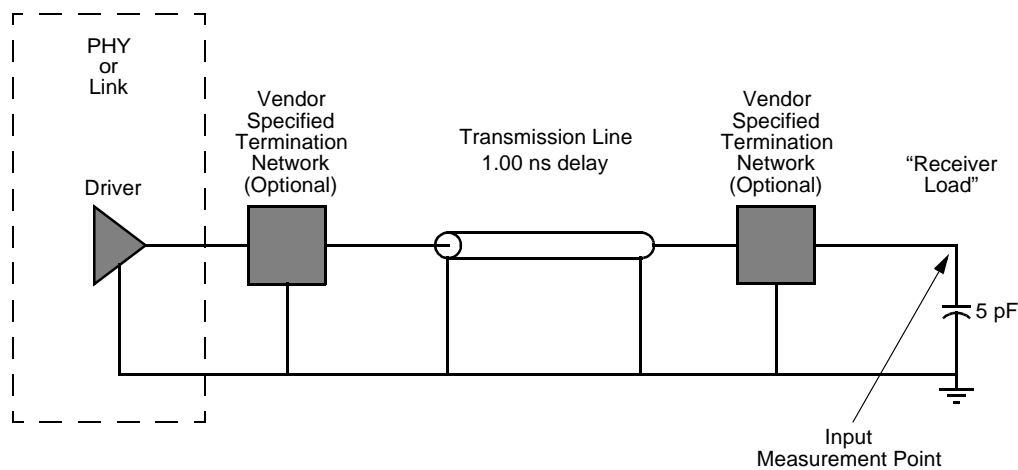 PHY
or
Link
Vendor
Specified
Termination
Network
(Optional)
Driver
Transmission Line
1.00 ns delay
Vendor
Specified
Termination
Network
(Optional)
“Receiver
Load”
5 pF
Input
Measurement Point